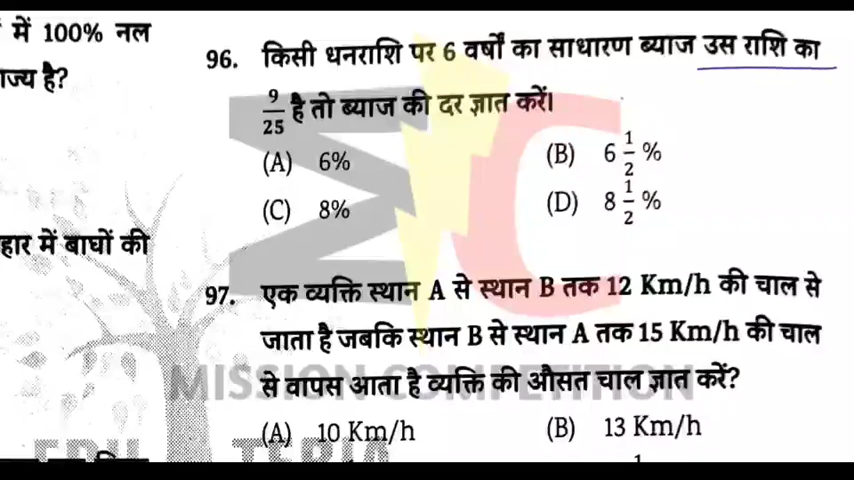 में 100% नल
ज्य है?
हार में बाघों की
96. किसी धनराशि पर 6 वर्षों का साधारण ब्याज उस राशि का
9/25 है तो ब्याज की दर ज्ञात करें।
(A) 6% (B) 6 1/2 %
(C) 8% (D) 8 1/2 %
97. एक व्यक्ति स्थान A से स्थान B तक 12 Km/h की चाल से
जाता है जबकि स्थान B से स्थान A तक 15 Km/h की चाल
से वापस आता है व्यक्ति की औसत चाल ज्ञात करें?
MISSION COMPETITION
(A) 10 Km/h (B) 13 Km/h